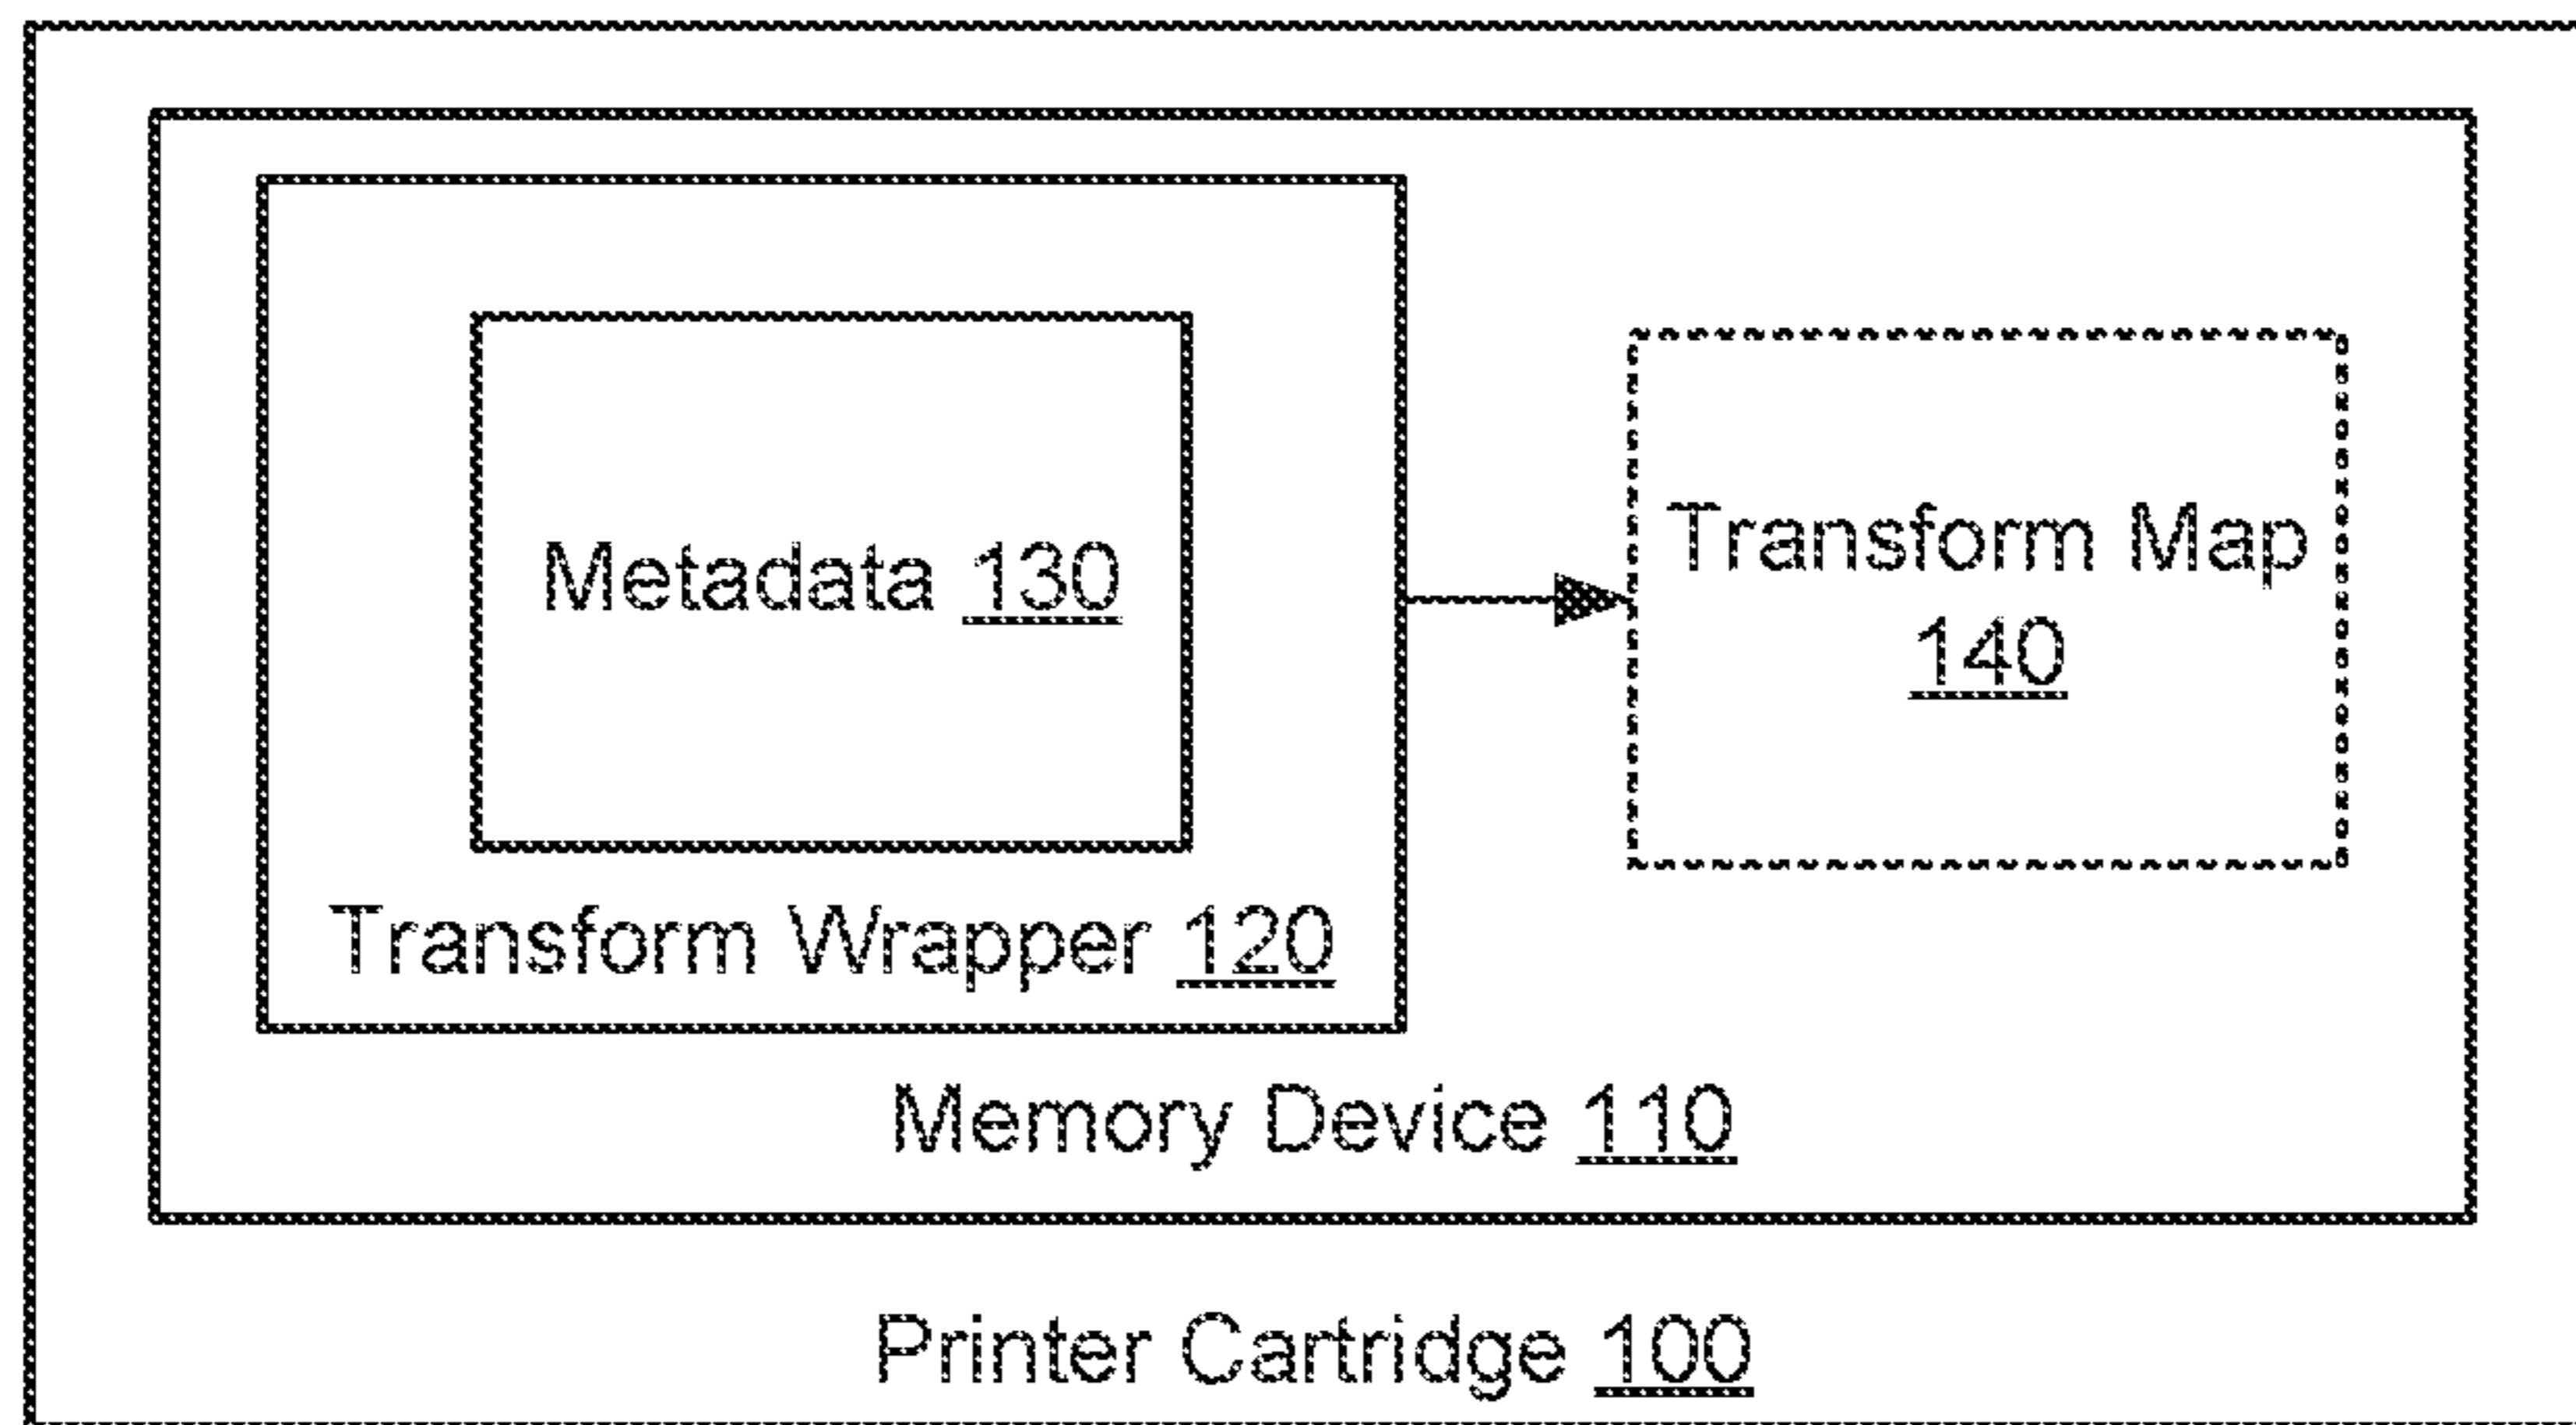 Metadata 130
Transform Map
140
Transform Wrapper 120
Memory Device 110
Printer Cartridge 100